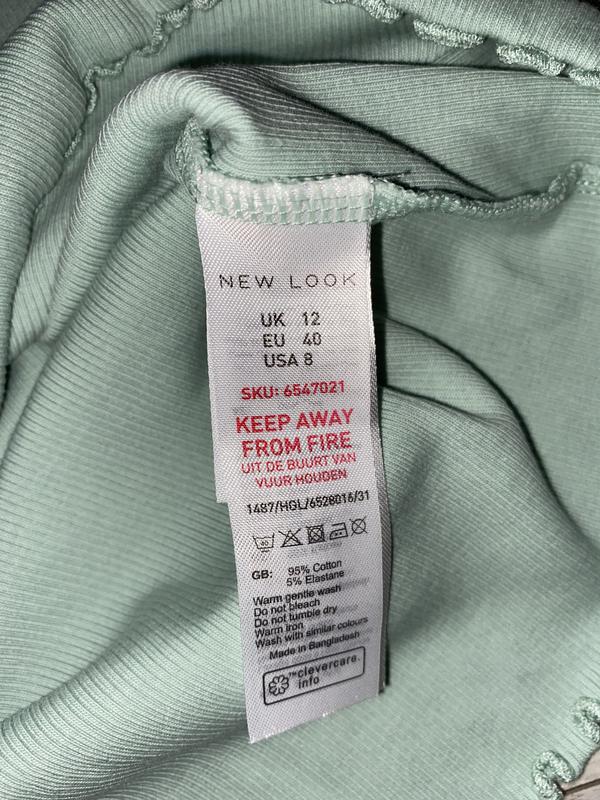 NEW LOOK
UK 12
EU 40
USA 8
SKU: 6547021
KEEP AWAY
FROM FIRE
UIT DE BUURT VAN
VUUR HOUDEN
1487/HGL/6528016/31
40
GB: 95% Cotton
5% Elastane
Warm gentle wash
Do not bleach
Do not tumble dry
Warm iron
Wash with similar colours
Made in Bangladesh
™clevercare.
info